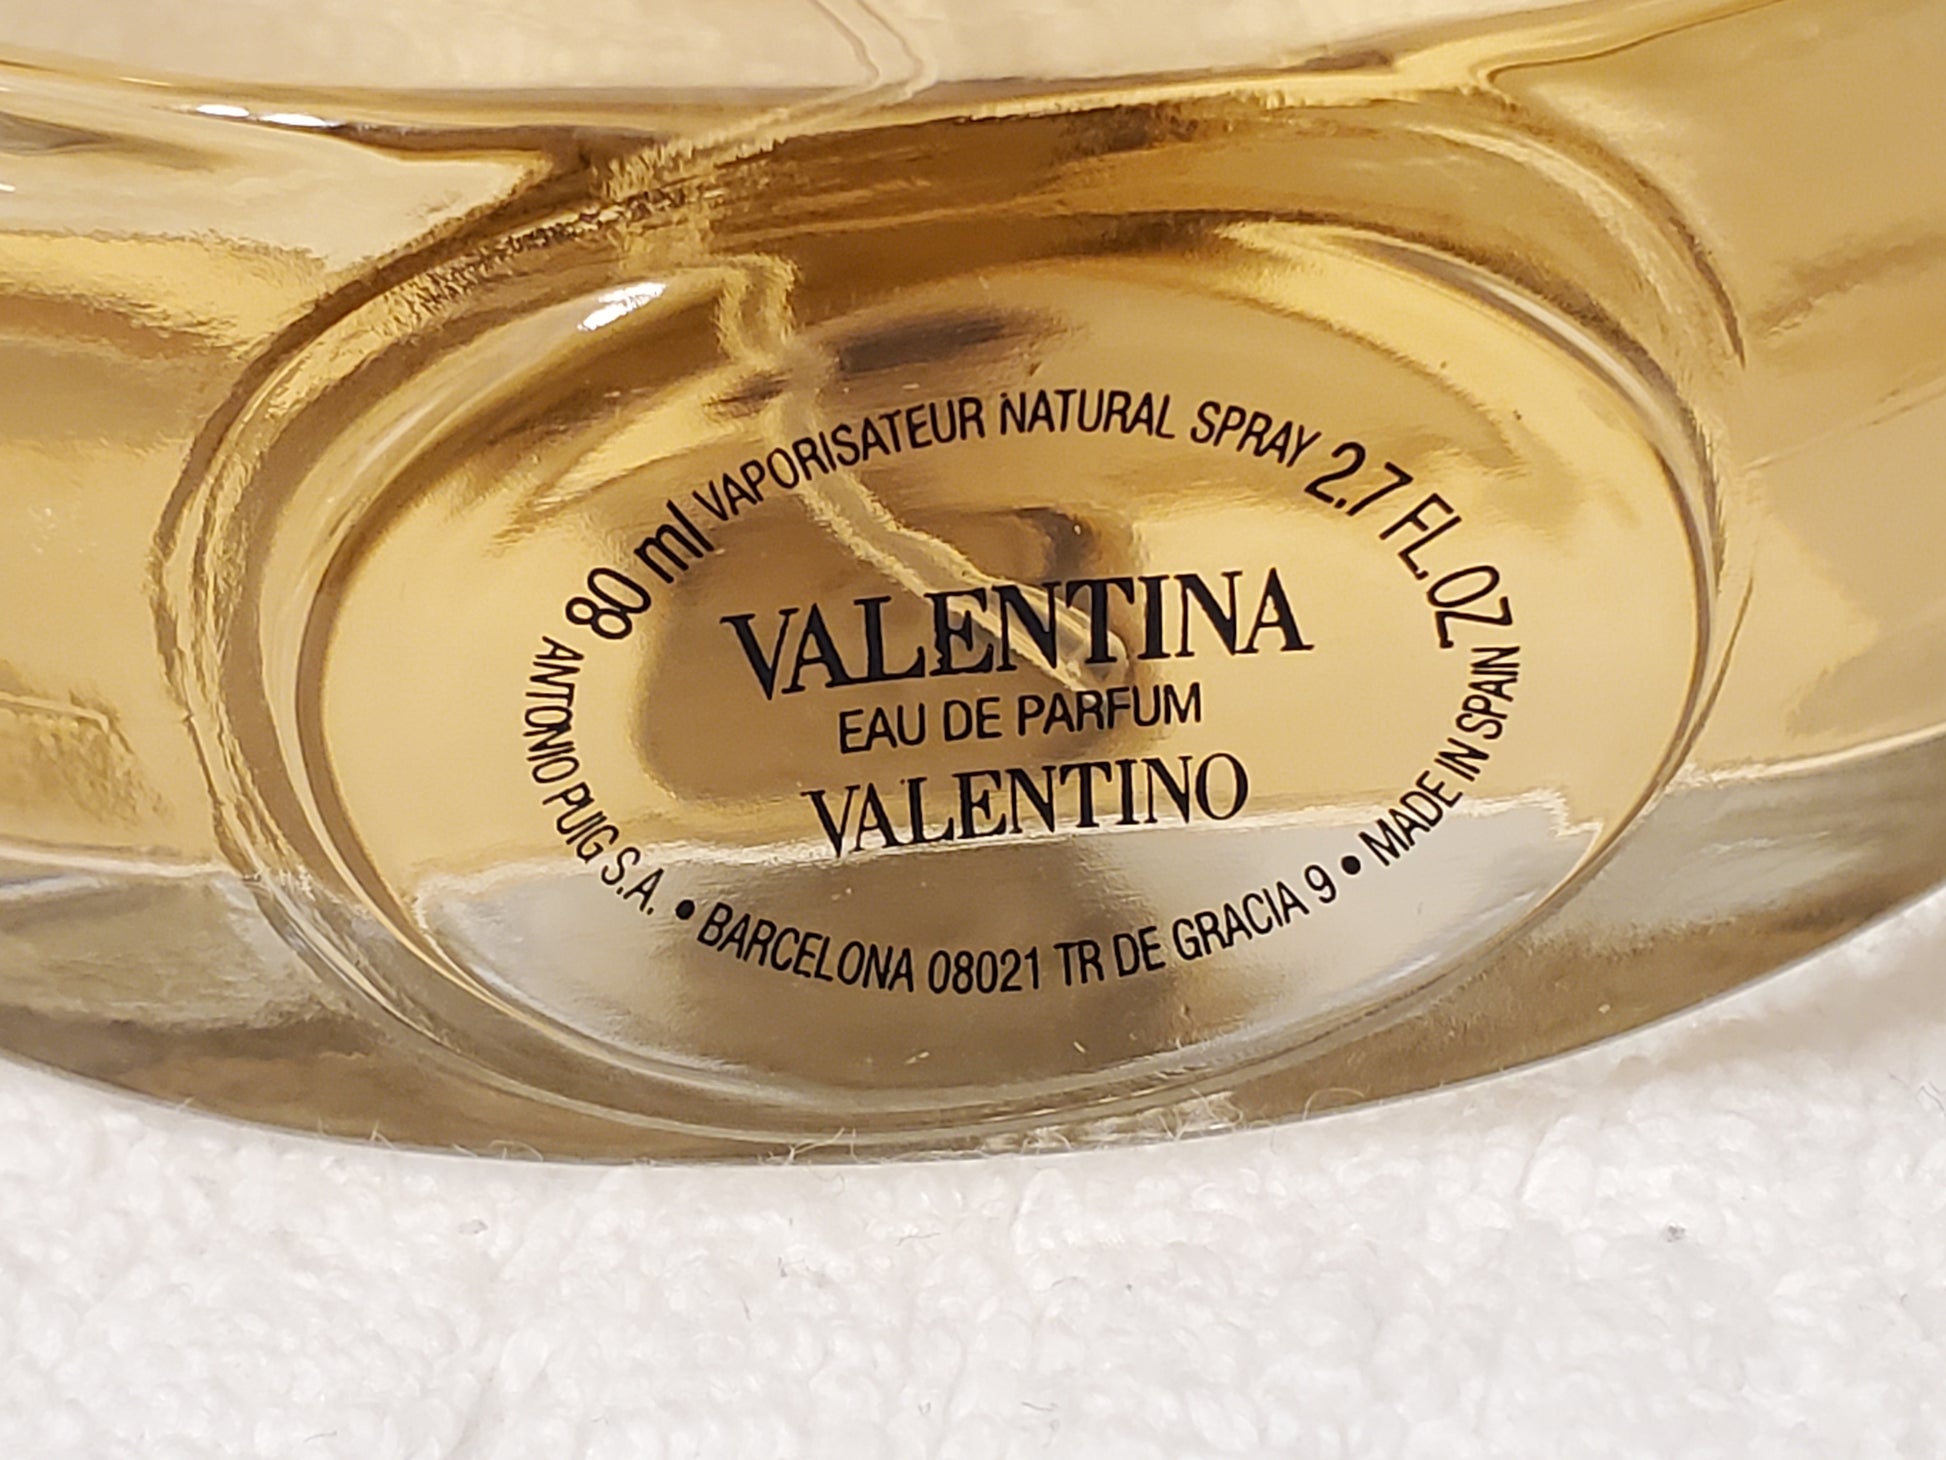 80 ml VAPORISATEUR NATURAL SPRAY 2.7 FL. OZ.
VALENTINA
EAU DE PARFUM
VALENTINO
ANTONIO PUIG S.A. • BARCELONA 08021 TR DE GRACIA 9 • MADE IN SPAIN